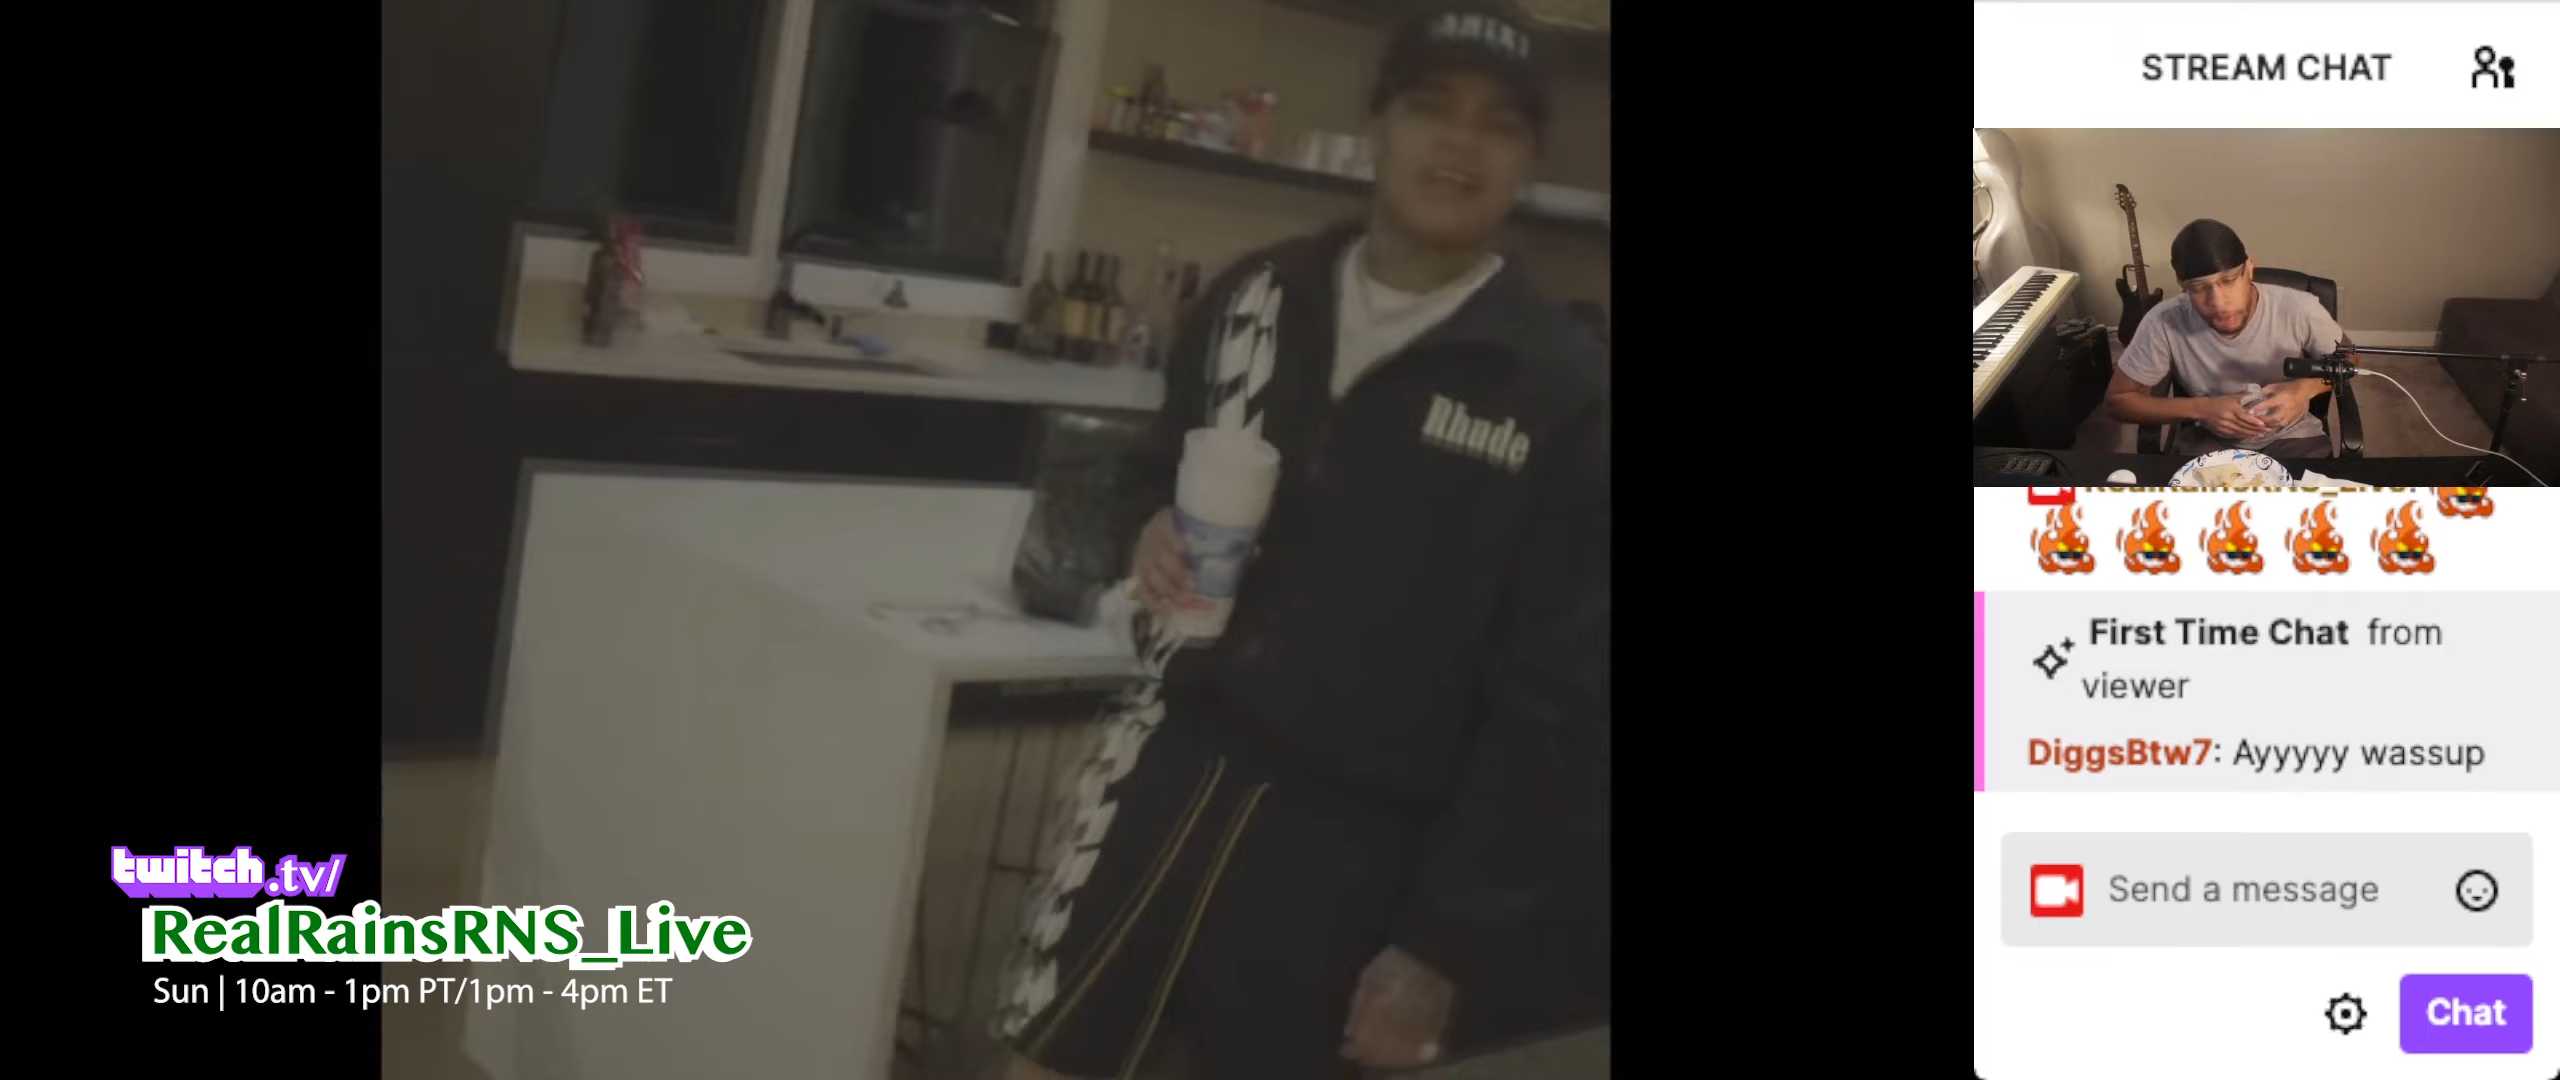 Rhude
twitch.tv/
RealRainsRNS_Live
Sun | 10am - 1pm PT/1pm - 4pm ET
STREAM CHAT
First Time Chat from
viewer
DiggsBtw7: Ayyyyy wassup
Send a message
Chat